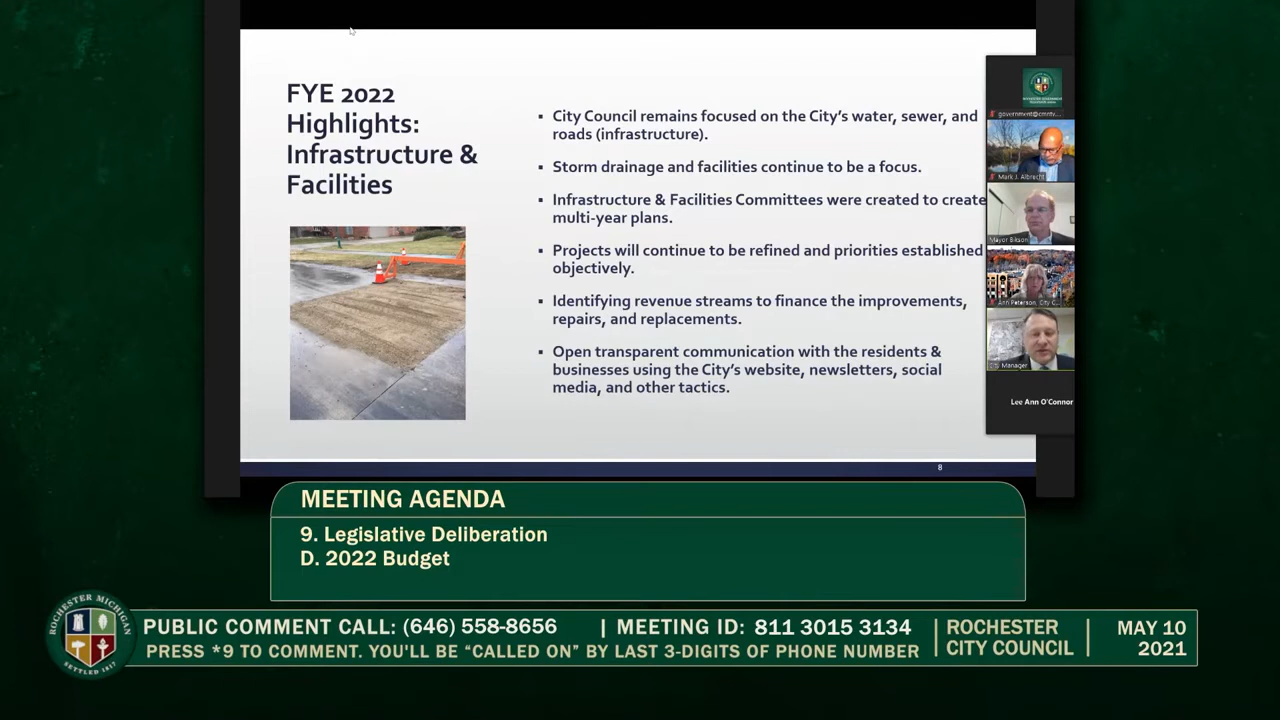 FYE 2022
Highlights:
Infrastructure &
Facilities
▪ City Council remains focused on the City's water, sewer, and
roads (infrastructure).
▪ Storm drainage and facilities continue to be a focus.
▪ Infrastructure & Facilities Committees were created to create
multi-year plans.
▪ Projects will continue to be refined and priorities established
objectively.
▪ Identifying revenue streams to finance the improvements,
repairs, and replacements.
▪ Open transparent communication with the residents &
businesses using the City's website, newsletters, social
media, and other tactics.
8
government@cmntv...
Mark J. Albrecht
Mayor Bikson
Ann Peterson, City C...
City Manager
Lee Ann O'Connor
MEETING AGENDA
9. Legislative Deliberation
D. 2022 Budget
ROCHESTER MICHIGAN
SETTLED 1817
PUBLIC COMMENT CALL: (646) 558-8656 | MEETING ID: 811 3015 3134
PRESS *9 TO COMMENT. YOU'LL BE "CALLED ON" BY LAST 3-DIGITS OF PHONE NUMBER
ROCHESTER
CITY COUNCIL
MAY 10
2021